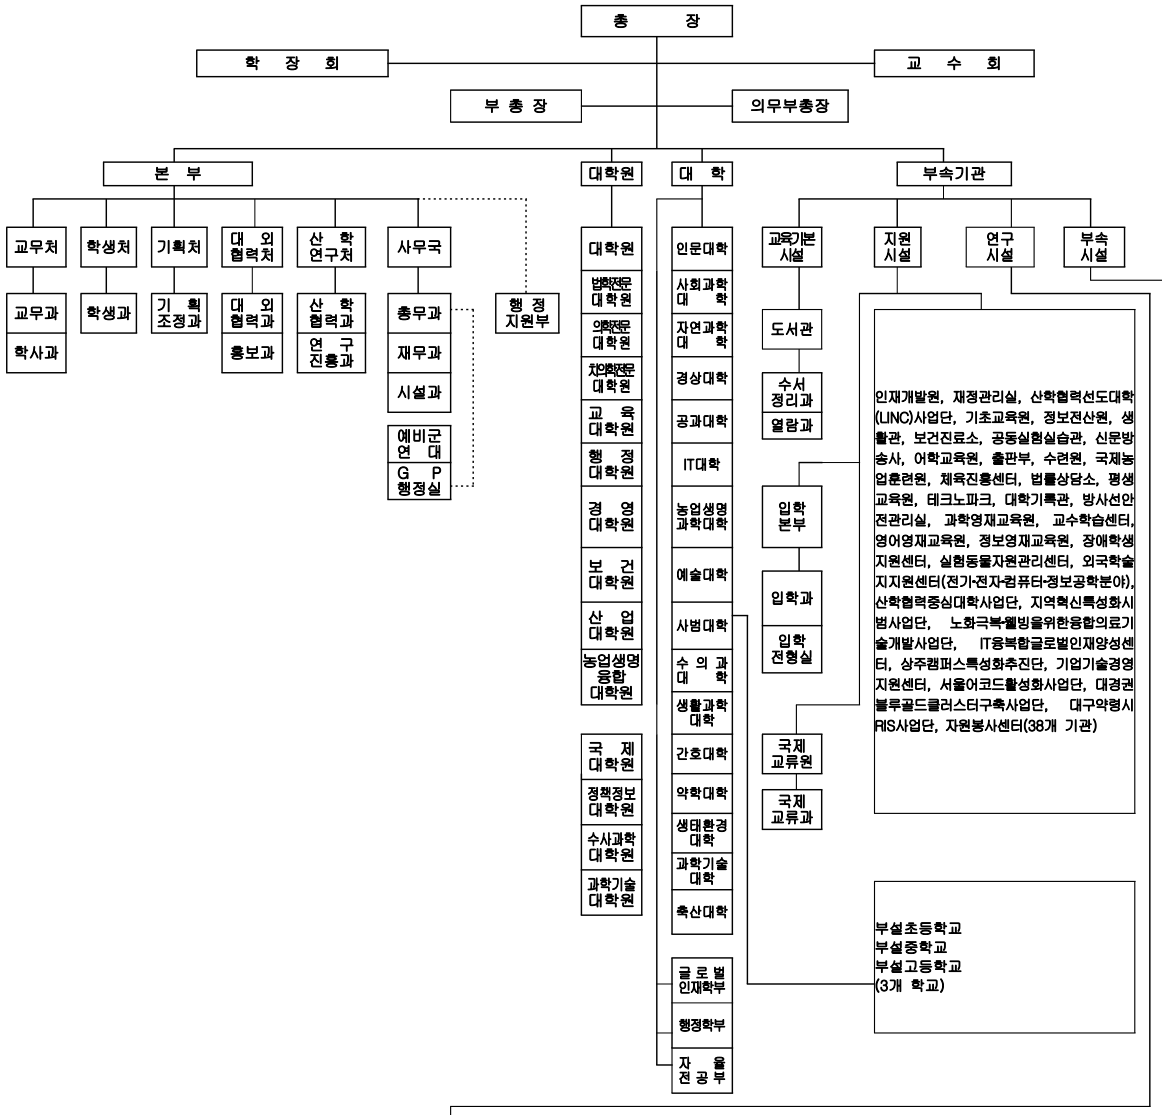 총 장
학 장 회
교 수 회
부 총 장
의무부총장
본 부
대학원
대 학
부속기관
교무처
학생처
기획처
대 외
협력처
산 학
연구처
사무국
교무과
학사과
학생과
기 획
조정과
대 외
협력과
홍보과
산 학
협력과
연 구
진흥과
총무과
재무과
시설과
예비군
연 대
G P
행정실
행 정
지원부
대학원
법학전문
대학원
의학전문
대학원
치의학전문
대학원
교 육
대학원
행 정
대학원
경 영
대학원
보 건
대학원
산 업
대학원
농업생명
융합
대학원
국 제
대학원
정책정보
대학원
수사과학
대학원
과학기술
대학원
인문대학
사회과학
대 학
자연과학
대 학
경상대학
공과대학
IT대학
농업생명
과학대학
예술대학
사범대학
수 의 과
대 학
생활과학
대학
간호대학
약학대학
생태환경
대학
과학기술
대학
축산대학
글 로 벌
인재학부
행정학부
자 율
전 공 부
교육기본
시설
지원
시설
연구
시설
부속
시설
도서관
수서
정리과
열람과
입학
본부
입학과
입학
전형실
국제
교류원
국제
교류과
인재개발원, 재정관리실, 산학협력선도대학
(LINC)사업단, 기초교육원, 정보전산원, 생
활관, 보건진료소, 공동실험실습관, 신문방
송사, 어학교육원, 출판부, 수련원, 국제농
업훈련원, 체육진흥센터, 법률상담소, 평생
교육원, 테크노파크, 대학기록관, 방사선안
전관리실, 과학영재교육원, 교수학습센터,
영어영재교육원, 정보영재교육원, 장애학생
지원센터, 실험동물자원관리센터, 외국학술
지지원센터(전기·전자·컴퓨터·정보공학분야),
산학협력중심대학사업단, 지역혁신특성화시
범사업단, 노화극복·웰빙을위한융합의료기
술개발사업단, IT융복합글로벌인재양성센
터, 상주캠퍼스특성화추진단, 기업기술경영
지원센터, 서울어코드활성화사업단, 대경권
블루골드클러스터구축사업단, 대구약령시
RIS사업단, 자원봉사센터(38개 기관)
부설초등학교
부설중학교
부설고등학교
(3개 학교)